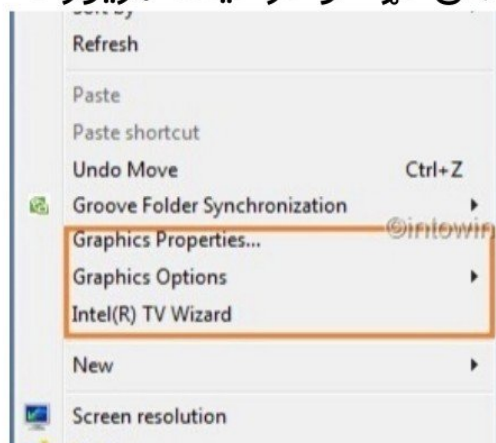 Refresh
Paste
Paste shortcut
Undo Move Ctrl+Z
Groove Folder Synchronization
©intowin
Graphics Properties...
Graphics Options
Intel(R) TV Wizard
New
Screen resolution